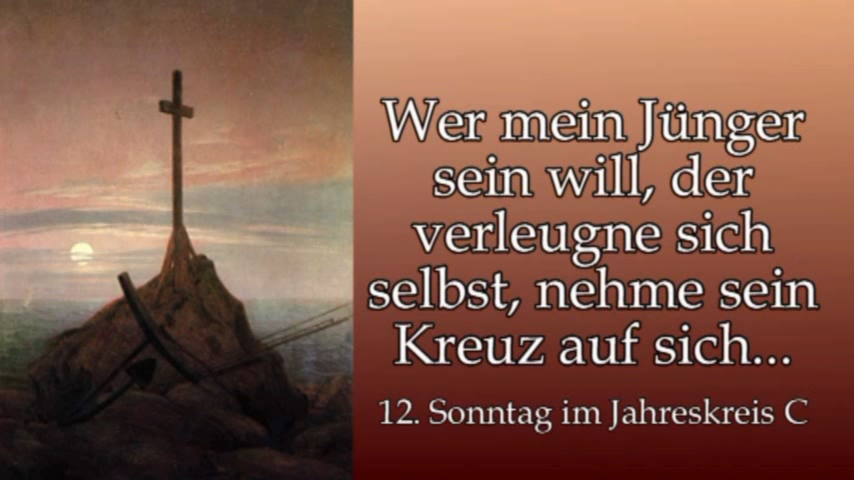 Wer mein Jünger
sein will, der
verleugne sich
selbst, nehme sein
Kreuz auf sich...
12. Sonntag im Jahreskreis C